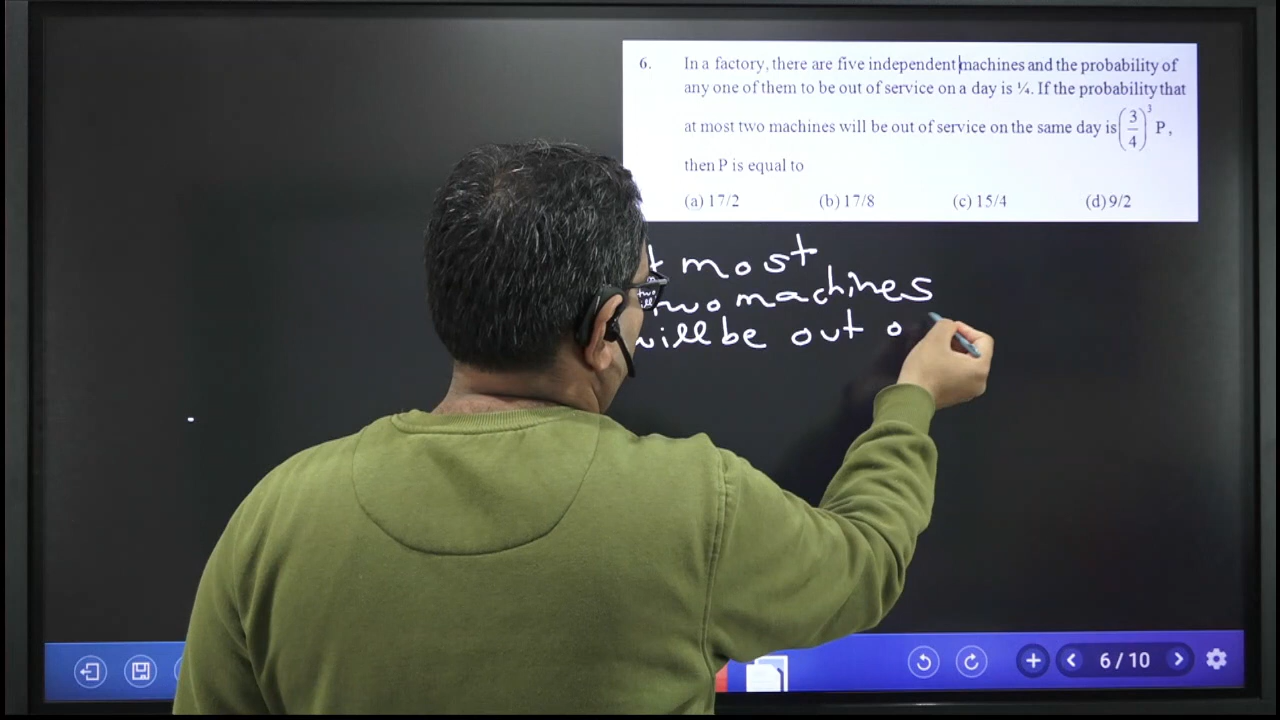 6. In a factory, there are five independent machines and the probability of
any one of them to be out of service on a day is ¼. If the probability that
at most two machines will be out of service on the same day is (3/4)³ P,
then P is equal to
(a) 17/2 (b) 17/8 (c) 15/4 (d) 9/2
most
two machines
will be out o
6 / 10